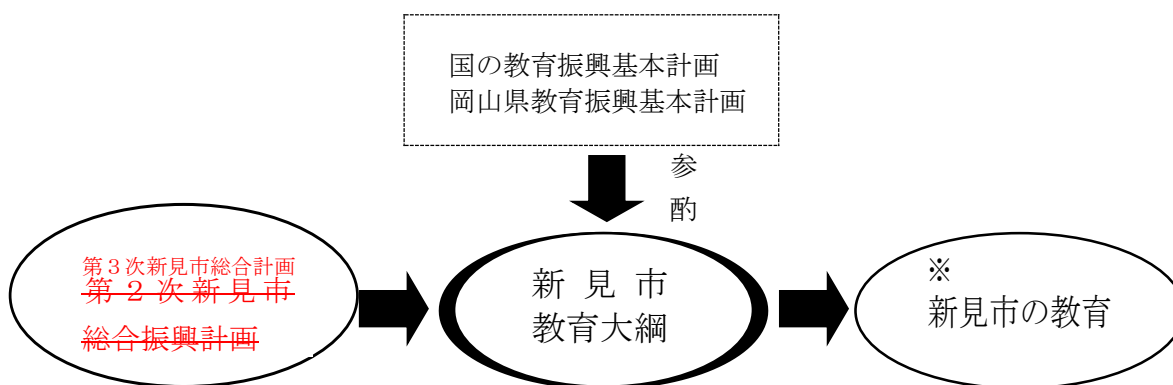 国の教育振興基本計画
岡山県教育振興基本計画
参
酌
第3次新見市総合計画
第2次新見市
総合振興計画
新見市
教育大綱
※
新見市の教育